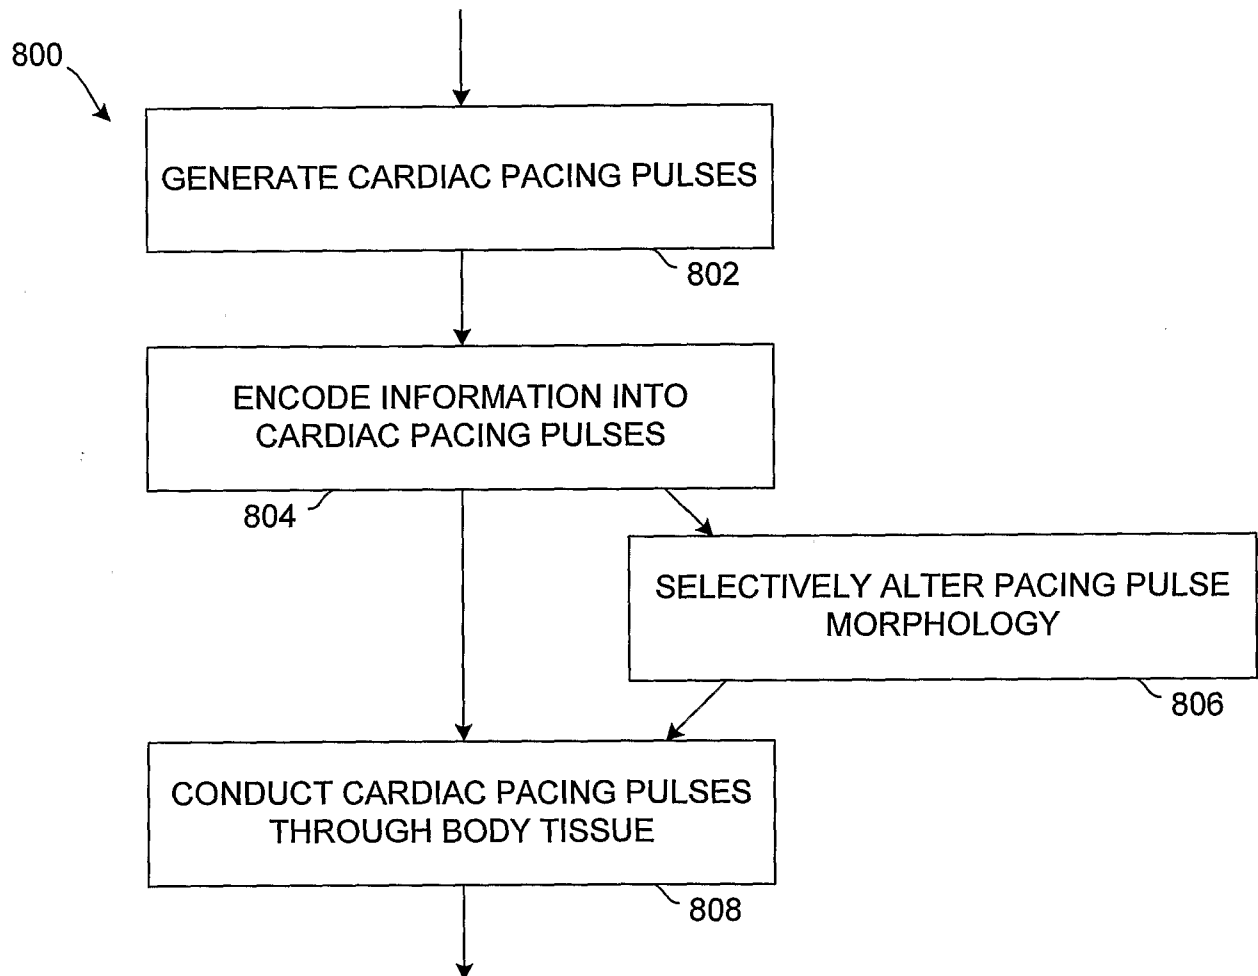 800
GENERATE CARDIAC PACING PULSES
802
ENCODE INFORMATION INTO
CARDIAC PACING PULSES
804
SELECTIVELY ALTER PACING PULSE
MORPHOLOGY
806
CONDUCT CARDIAC PACING PULSES
THROUGH BODY TISSUE
808